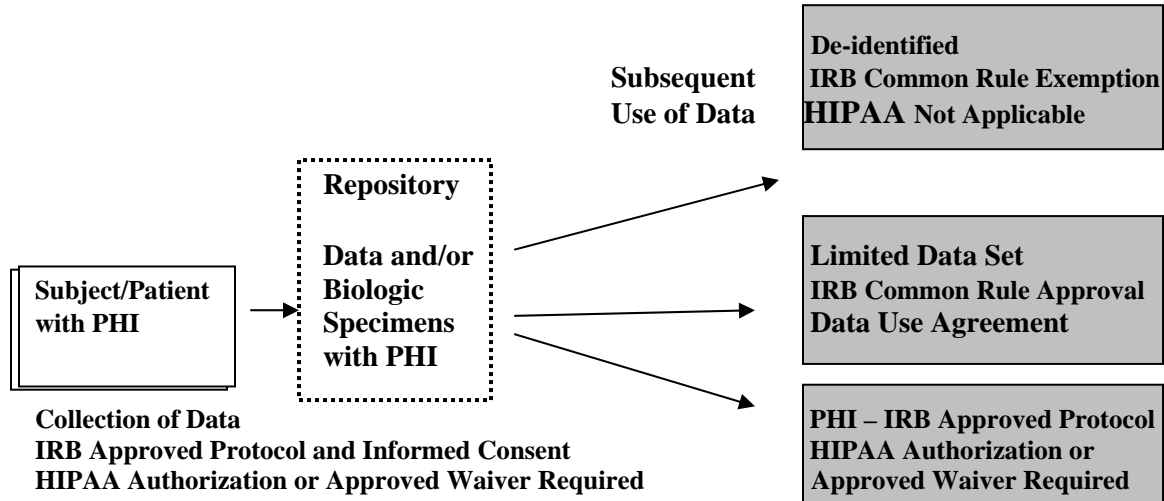 Subsequent
Use of Data
De-identified
IRB Common Rule Exemption
HIPAA Not Applicable
Repository
Data and/or
Biologic
Specimens
with PHI
Subject/Patient
with PHI
Limited Data Set
IRB Common Rule Approval
Data Use Agreement
Collection of Data
IRB Approved Protocol and Informed Consent
HIPAA Authorization or Approved Waiver Required
PHI – IRB Approved Protocol
HIPAA Authorization or
Approved Waiver Required